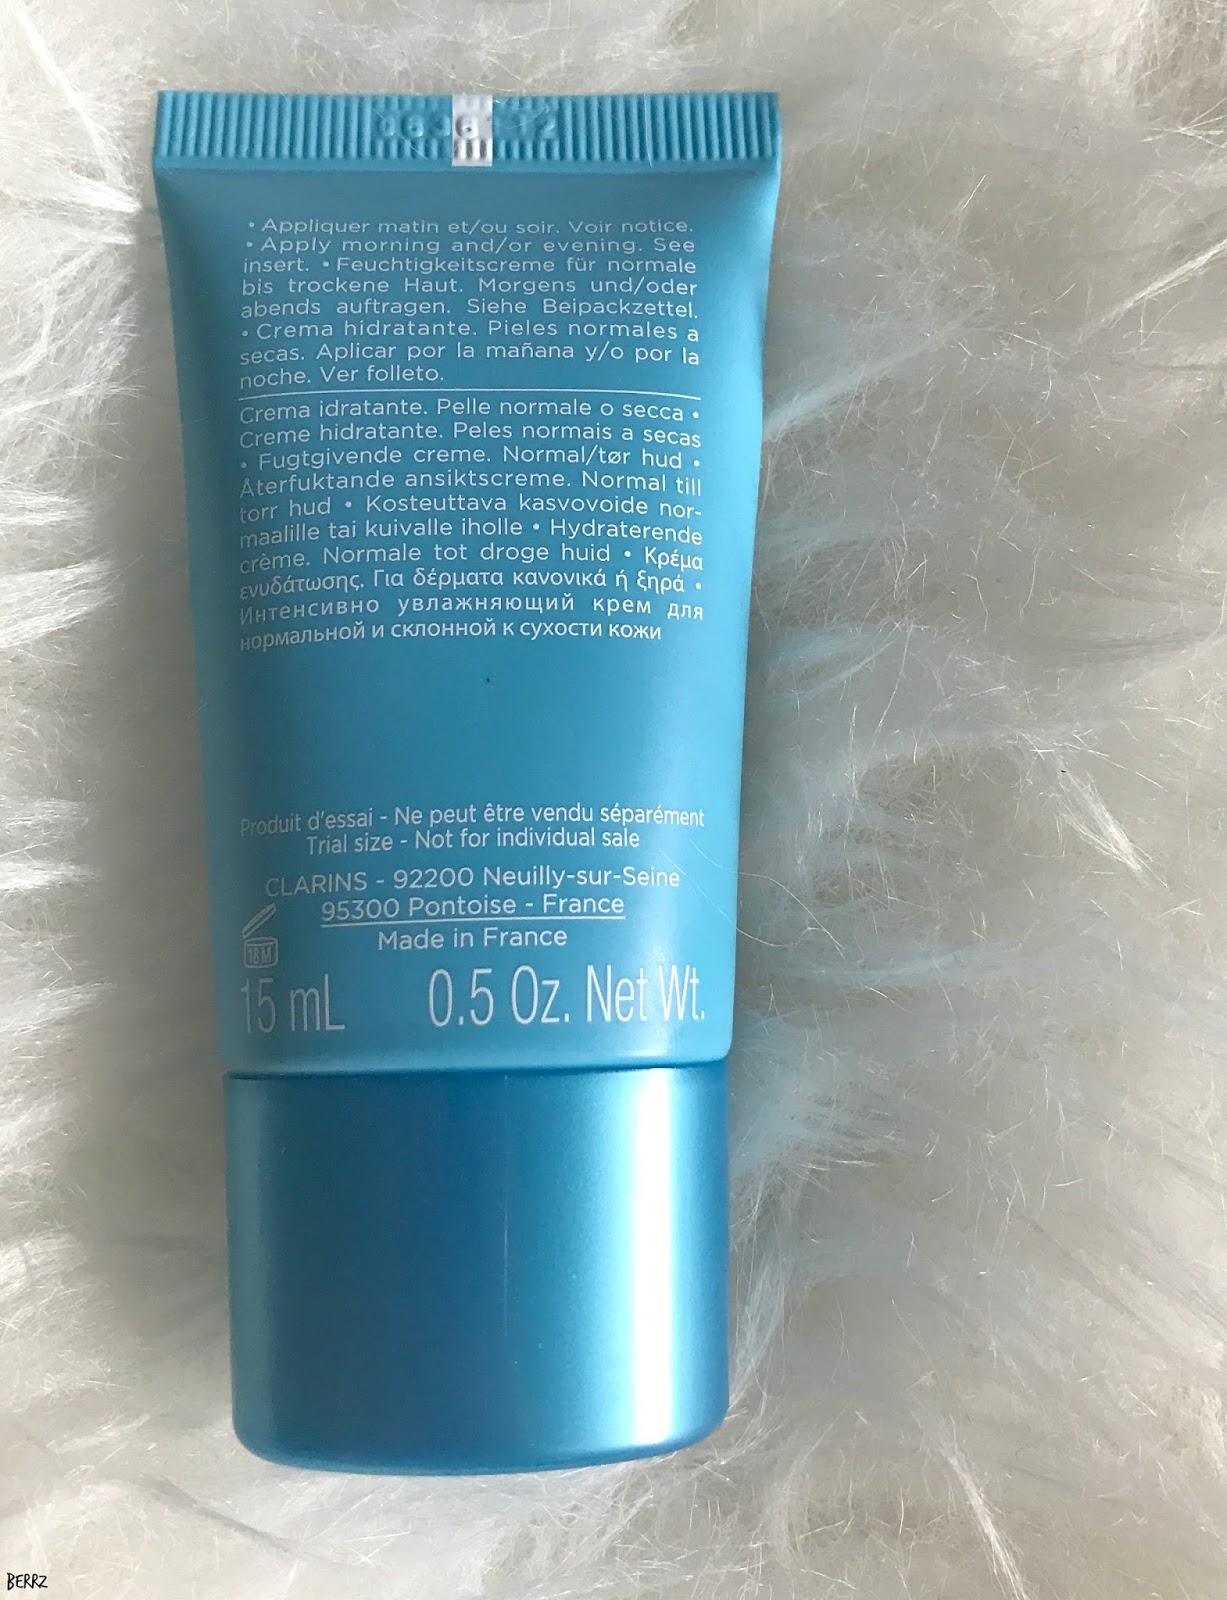 • Appliquer matin et/ou soir. Voir notice.
• Apply morning and/or evening. See
insert. • Feuchtigkeitscreme für normale
bis trockene Haut. Morgens und/oder
abends auftragen. Siehe Beipackzettel.
• Crema hidratante. Pieles normales a
secas. Aplicar por la mañana y/o por la
noche. Ver folleto.
Crema idratante. Pelle normale o secca •
Creme hidratante. Peles normais a secas
• Fugtgivende creme. Normal/tør hud •
Återfuktande ansiktscreme. Normal till
torr hud • Kosteuttava kasvovoide nor-
maalille tai kuivalle iholle • Hydraterende
crème. Normale tot droge huid • Κρέμα
ενυδάτωσης. Για δέρματα κανονικά ή ξηρά •
Интенсивно увлажняющий крем для
нормальной и склонной к сухости кожи
Produit d'essai - Ne peut être vendu séparément
Trial size - Not for individual sale
CLARINS - 92200 Neuilly-sur-Seine
95300 Pontoise - France
Made in France
18M
15 mL 0.5 Oz. Net Wt.
BERRZ